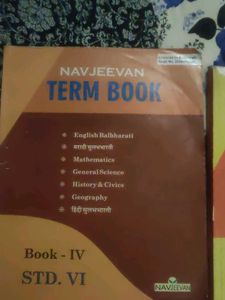 NAVJEEVAN
TERM BOOK
English Balbharati
मराठी सुलभभारती
Mathematics
General Science
History & Civics
Geography
हिंदी सुलभभारती
Book - IV
STD. VI
NAVJEEVAN